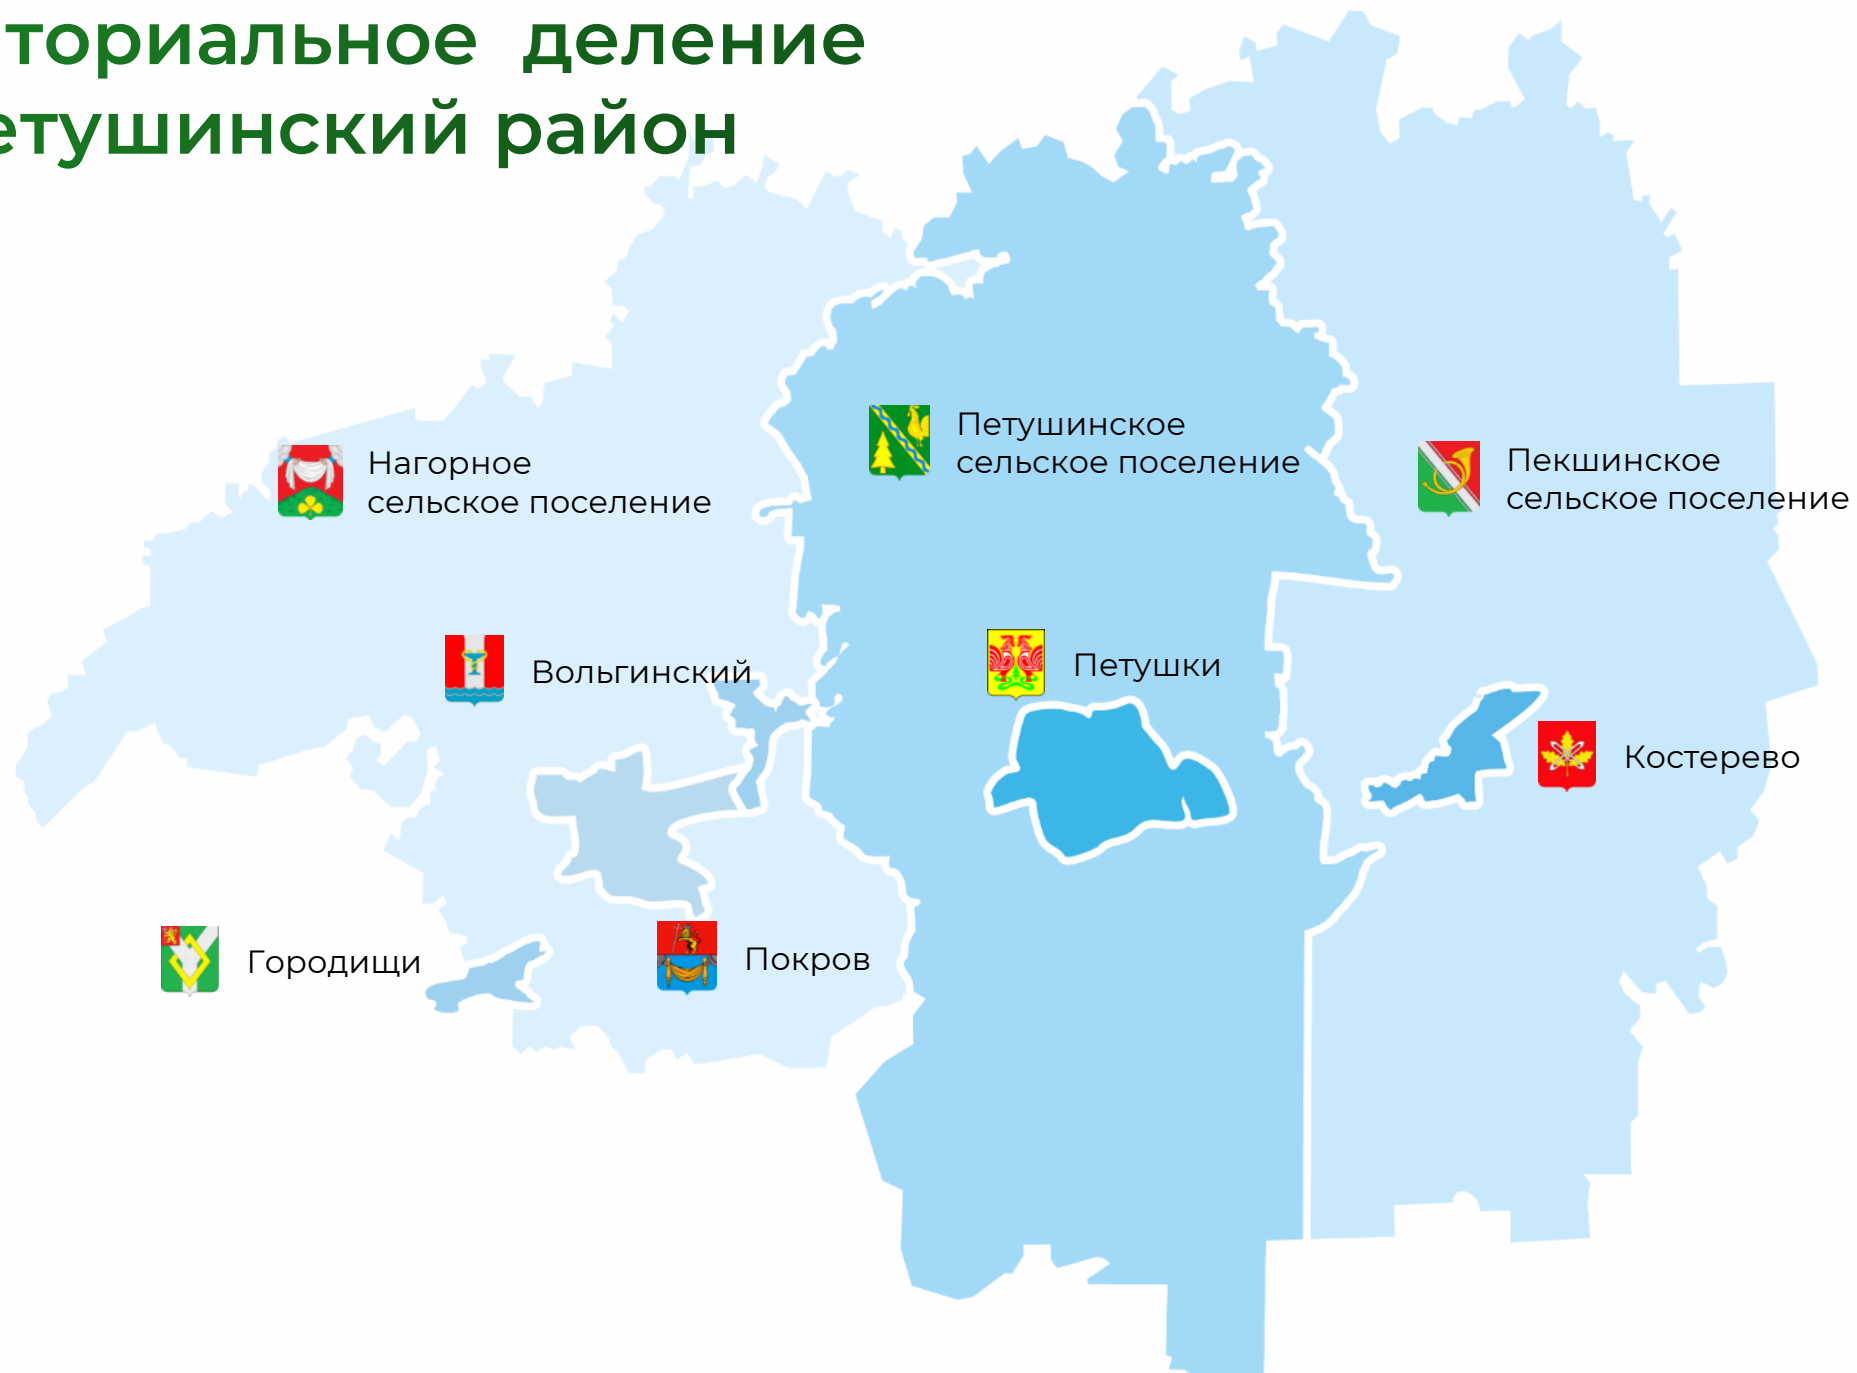 ториальное деление
етушинский район
Петушинское
сельское поселение
Нагорное
сельское поселение
Пекшинское
сельское поселение
Вольгинский
Петушки
Костерево
Городищи
Покров